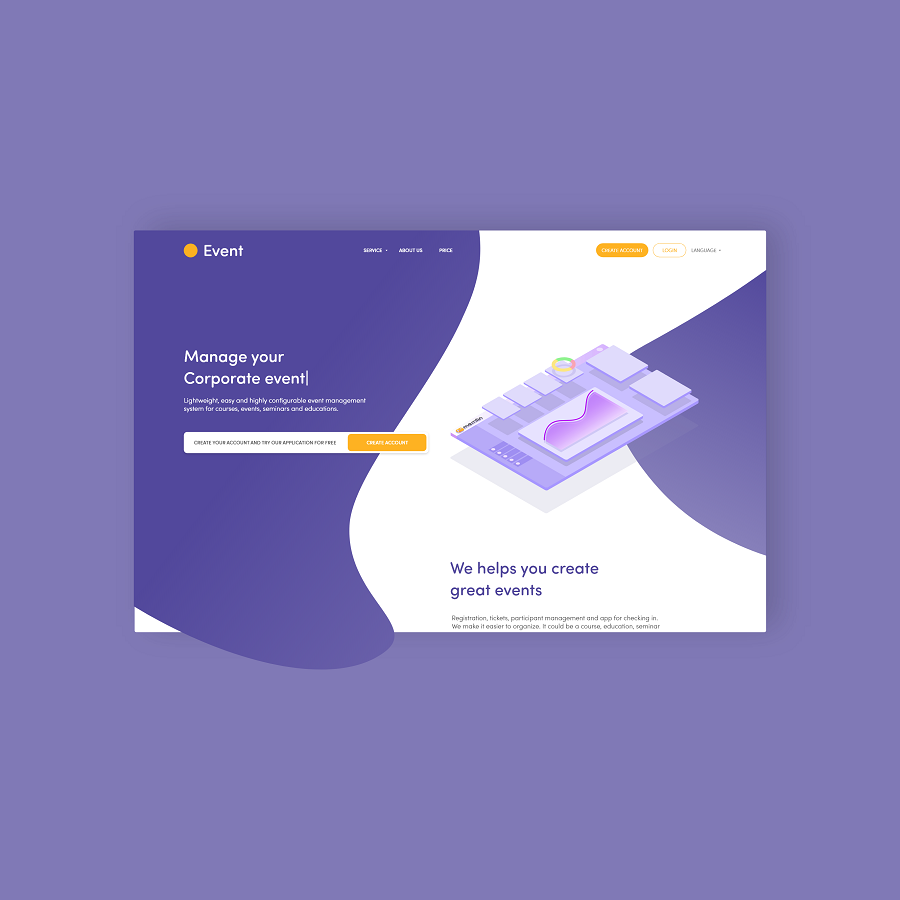 Event
SERVICE
ABOUT US
PRICE
CREATE ACCOUNT
LOGIN
LANGUAGE
Manage your
Corporate event|
Lightweight, easy and highly configurable event management
system for courses, events, seminars and educations.
CREATE YOUR ACCOUNT AND TRY OUR APPLICATION FOR FREE
CREATE ACCOUNT
We helps you create
great events
Registration, tickets, participant management and app for checking in.
We make it easier to organize. It could be a course, education, seminar